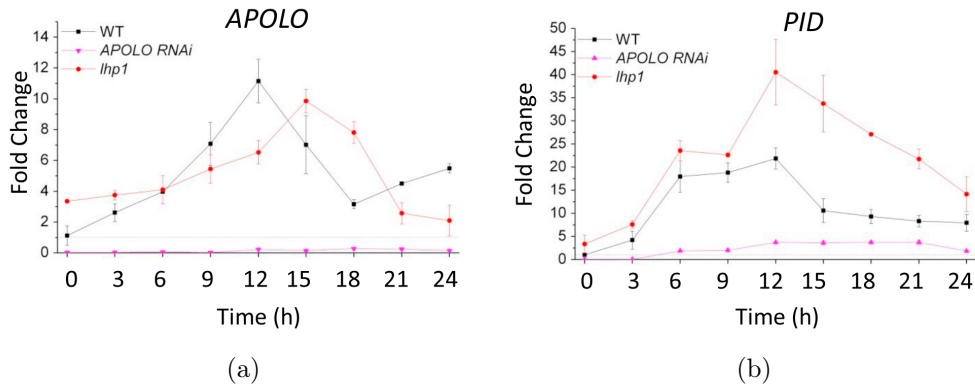 APOLO
WT
APOLO RNAi
lhp1
14
12
10
8
6
4
2
0
Fold Change
0 3 6 9 12 15 18 21 24
Time (h)
(a)
PID
WT
APOLO RNAi
lhp1
50
45
40
35
30
25
20
15
10
5
0
Fold Change
0 3 6 9 12 15 18 21 24
Time (h)
(b)